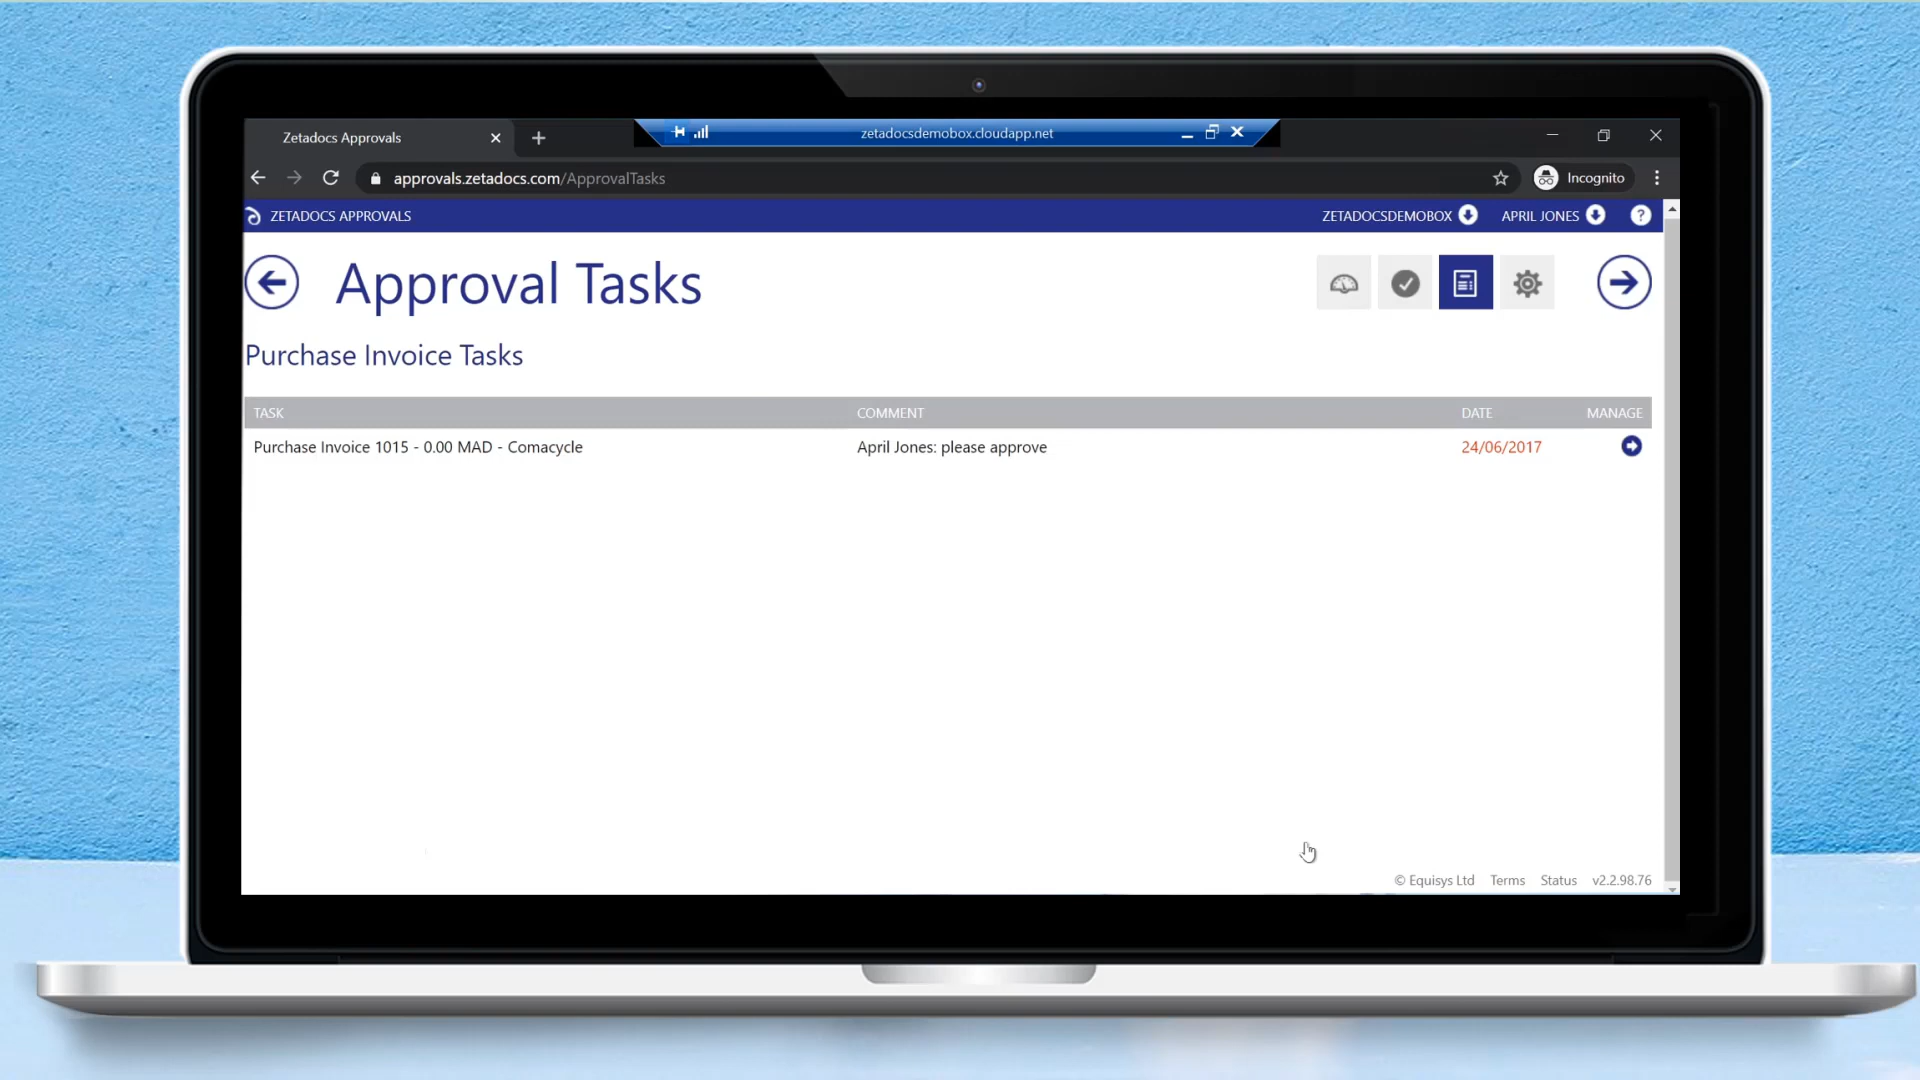 Zetadocs Approvals
zetadocsdemobox.cloudapp.net
approvals.zetadocs.com/ApprovalTasks
Incognito
ZETADOCS APPROVALS
ZETADOCSDEMOBOX
APRIL JONES
?
Approval Tasks
Purchase Invoice Tasks
TASK COMMENT DATE MANAGE
Purchase Invoice 1015 - 0.00 MAD - Comacycle April Jones: please approve 24/06/2017
© Equisys Ltd Terms Status v2.2.98.76